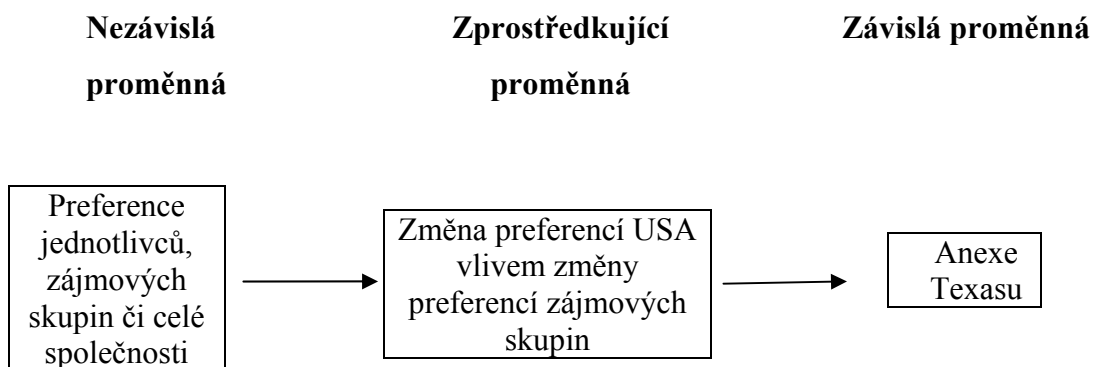 Nezávislá
proměnná
Zprostředkující
proměnná
Závislá proměnná
Preference
jednotlivců,
zájmových
skupin či celé
společnosti
Změna preferencí USA
vlivem změny
preferencí zájmových
skupin
Anexe
Texasu